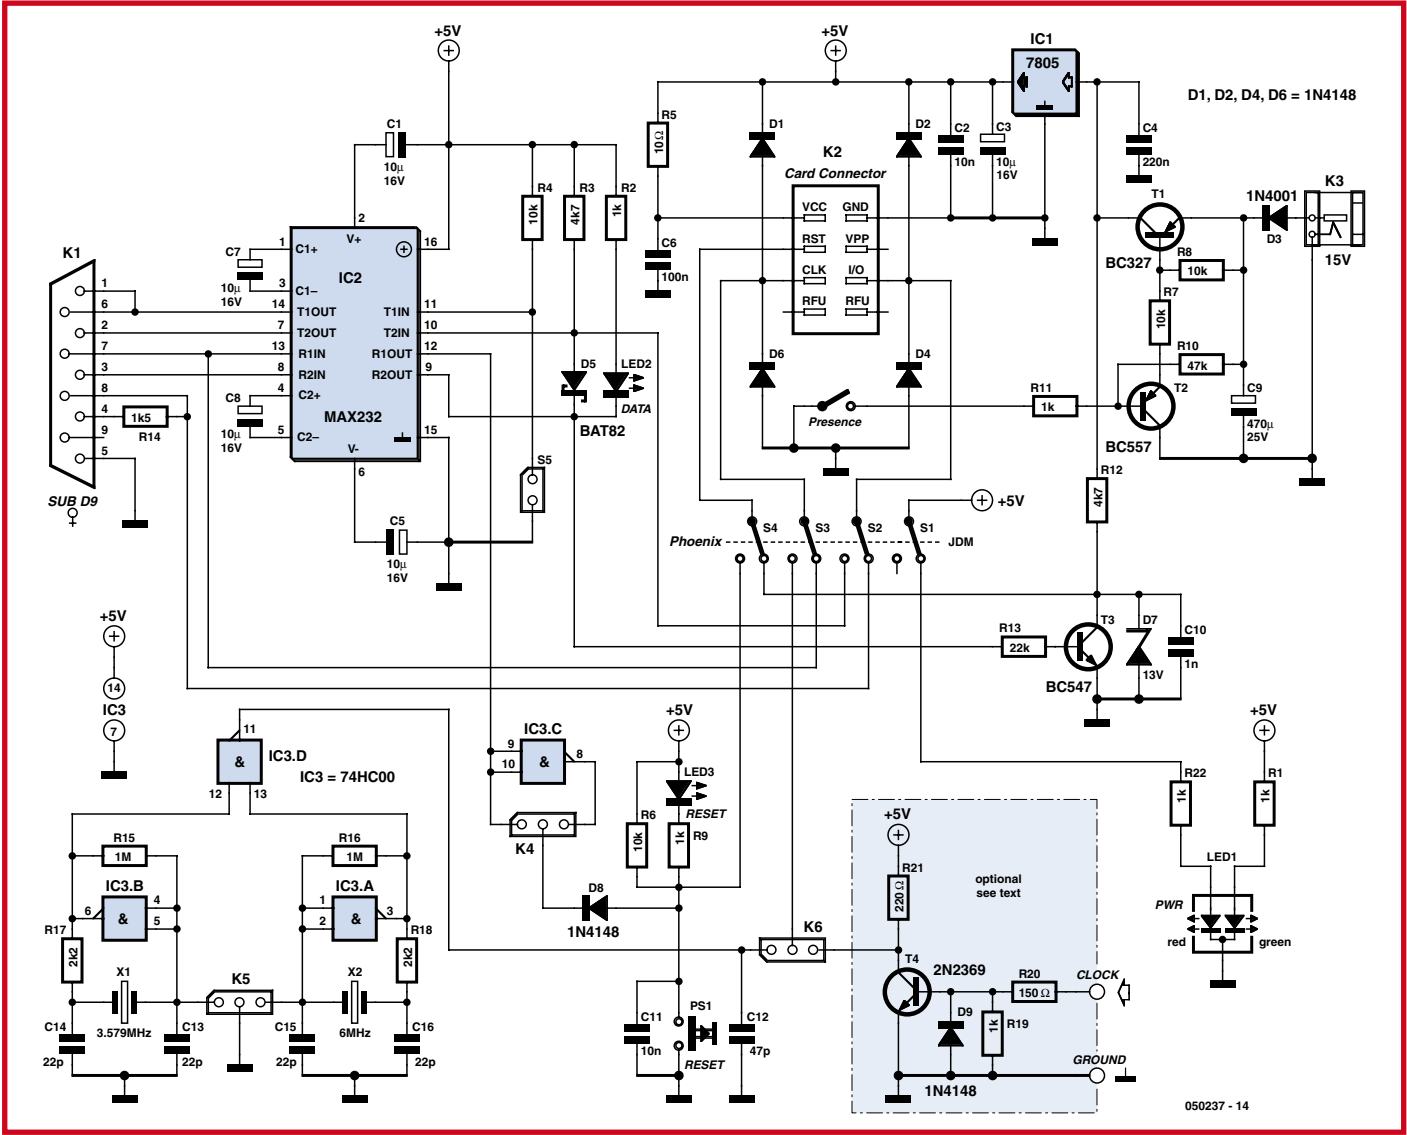 +5V
+5V
IC1
7805
D1, D2, D4, D6 = 1N4148
C1
10µ
16V
R5
10Ω
D1
D2
C2
10n
C3
10µ
16V
C4
220n
K2
Card Connector
VCC
GND
RST
VPP
CLK
I/O
RFU
RFU
C6
100n
T1
BC327
1N4001
D3
K3
15V
R8
10k
R7
10k
R10
47k
T2
BC557
C9
470µ
25V
R11
1k
R12
4k7
D6
D4
Presence
R4
10k
R3
4k7
R2
1k
D5
BAT82
LED2
DATA
S5
K1
1
6
2
7
3
8
4
9
5
SUB D9
1k5
R14
C7
10µ
16V
C8
10µ
16V
2
V+
1
C1+
16
IC2
3
C1–
14
T1OUT
T1IN
11
7
T2OUT
T2IN
10
13
R1IN
R1OUT
12
8
R2IN
R2OUT
9
4
C2+
MAX232
5
C2–
15
V-
6
C5
10µ
16V
Phoenix
S4
S3
S2
S1
JDM
+5V
R13
22k
T3
BC547
D7
13V
C10
1n
+5V
14
IC3
7
11
IC3.D
&
12
13
IC3 = 74HC00
R15
1M
IC3.B
6
&
4
5
R16
1M
IC3.A
1
2
&
3
R17
2k2
R18
2k2
X1
3.579MHz
K5
X2
6MHz
C14
22p
C13
22p
C15
22p
C16
22p
IC3.C
9
10
&
8
K4
D8
1N4148
+5V
LED3
RESET
R6
10k
R9
1k
C11
10n
PS1
RESET
C12
47p
K6
+5V
R21
220 Ω
optional
see text
T4
2N2369
R20
150 Ω
CLOCK
D9
1N4148
R19
1k
GROUND
+5V
R22
1k
R1
1k
LED1
PWR
red
green
050237 - 14